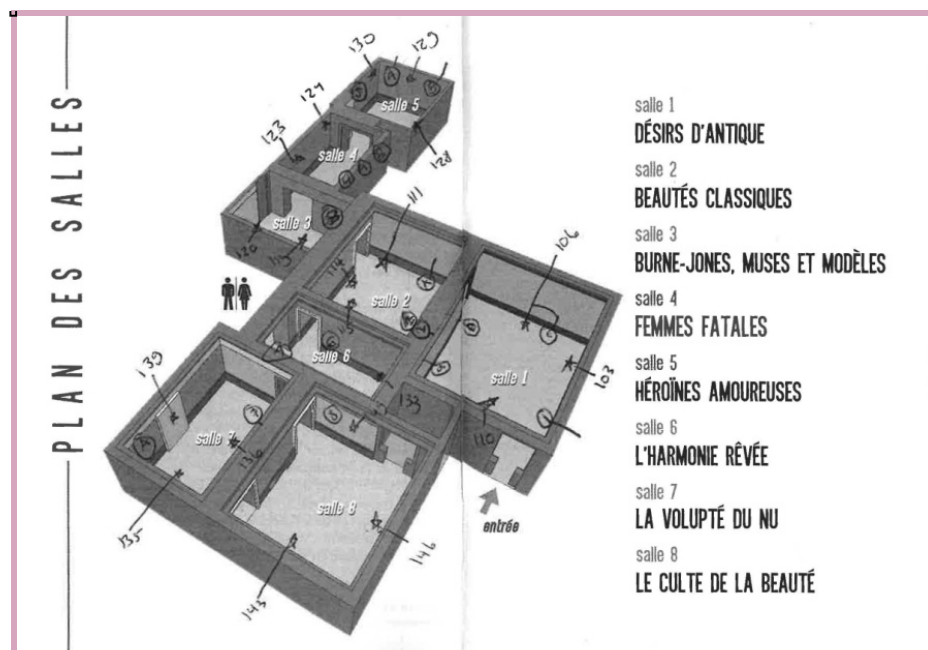 PLAN DES SALLES
130
129
124
salle 5
123
salle 4
128
111
salle 3
106
120
119
114
salle 2
115
salle 6
salle 1
103
139
133
110
salle 7
136
salle 8
entrée
135
146
143
salle 1
DÉSIRS D'ANTIQUE
salle 2
BEAUTÉS CLASSIQUES
salle 3
BURNE-JONES, MUSES ET MODÈLES
salle 4
FEMMES FATALES
salle 5
HÉROÏNES AMOUREUSES
salle 6
L'HARMONIE RÊVÉE
salle 7
LA VOLUPTÉ DU NU
salle 8
LE CULTE DE LA BEAUTÉ